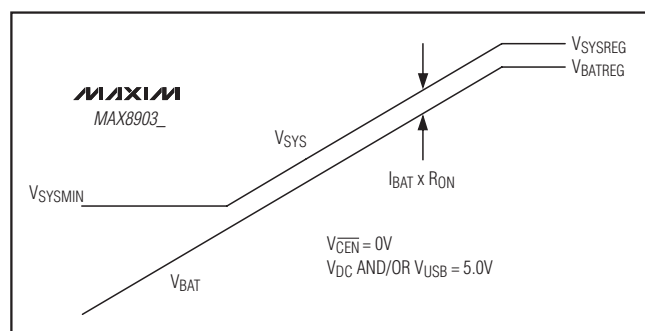 MAXIM
MAX8903_
VSYSREG
VBATREG
VSYS
IBAT x RON
VSYSMIN
VCEN = 0V
VDC AND/OR VUSB = 5.0V
VBAT